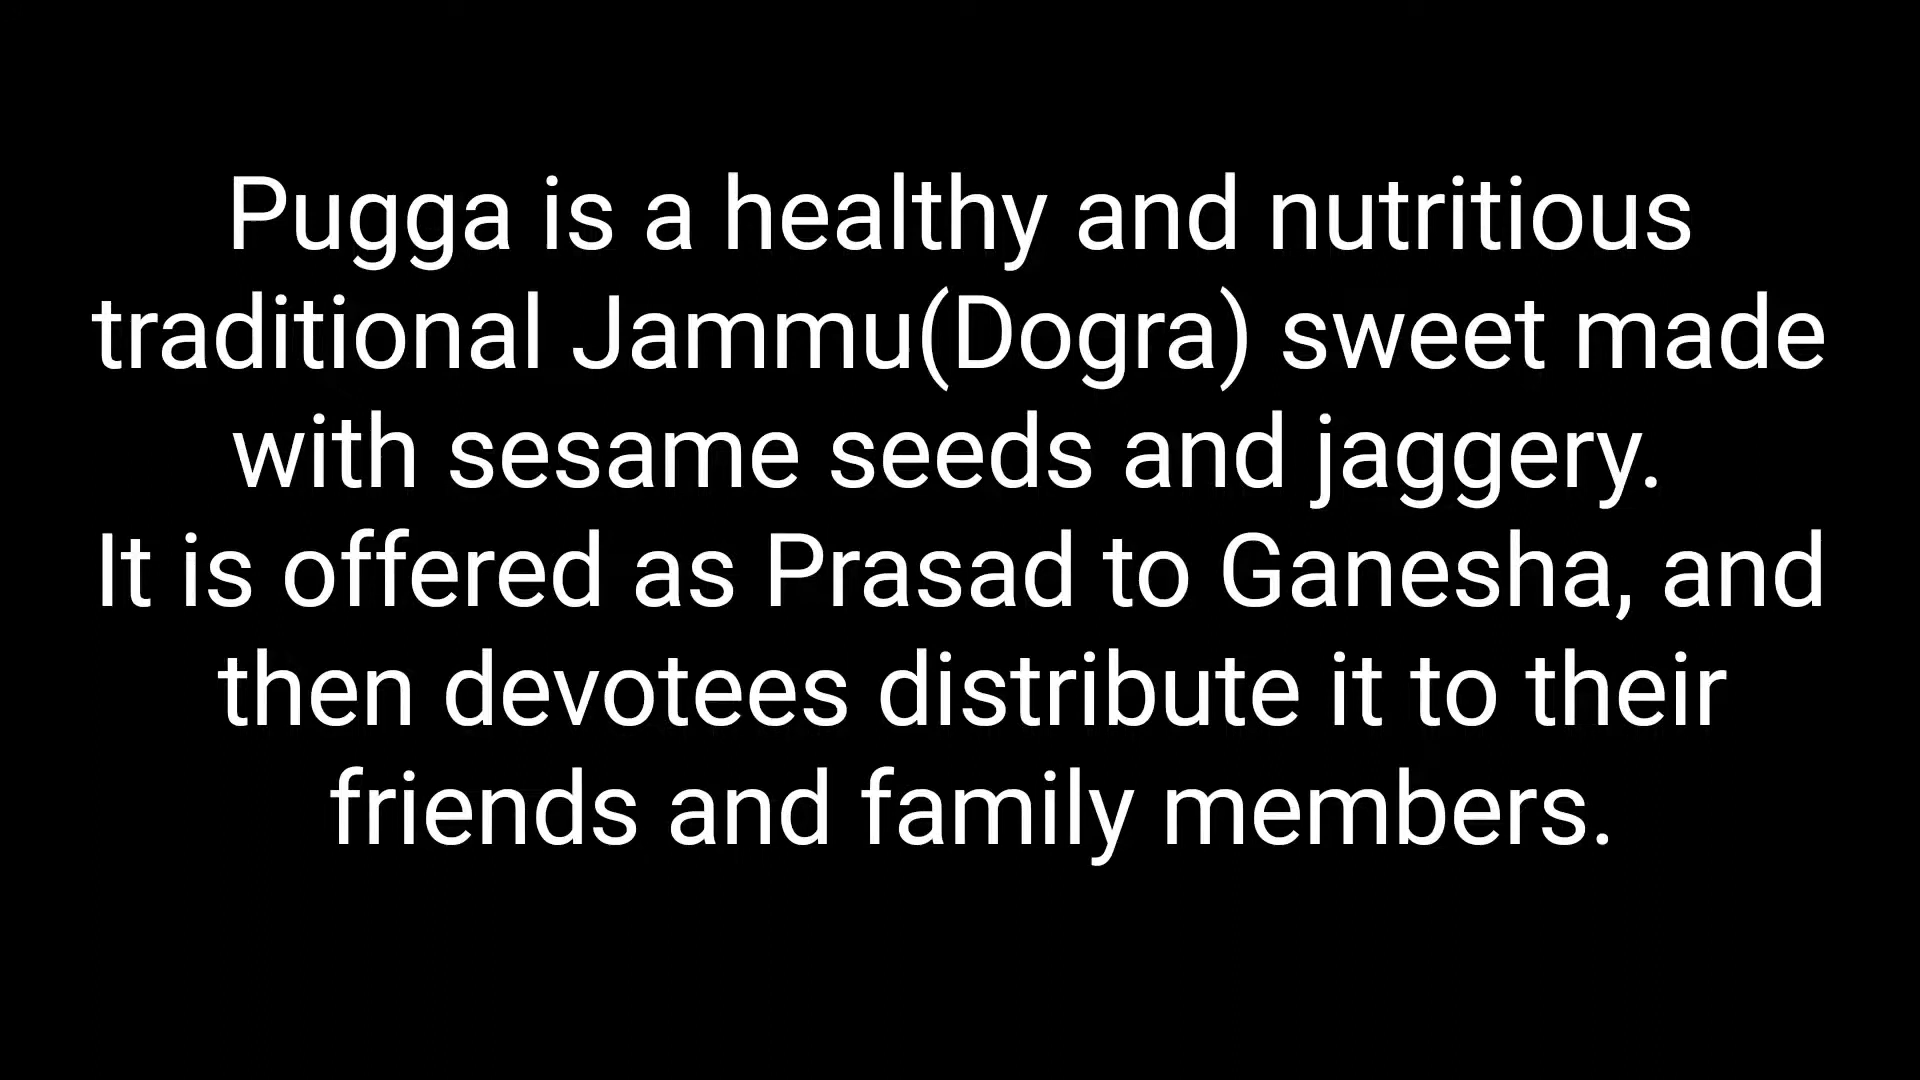 Pugga is a healthy and nutritious
traditional Jammu(Dogra) sweet made
with sesame seeds and jaggery.
It is offered as Prasad to Ganesha, and
then devotees distribute it to their
friends and family members.